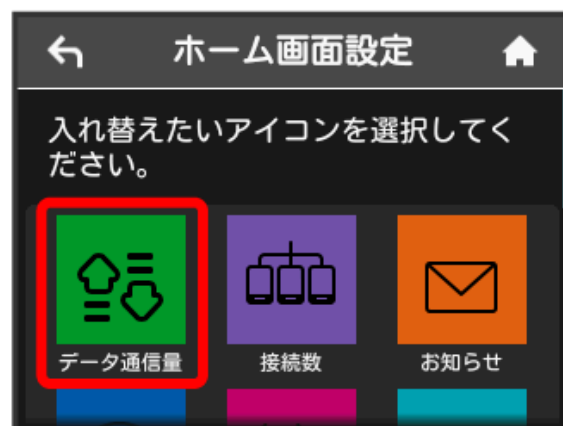 ホーム画面設定
入れ替えたいアイコンを選択してく
ださい。
データ通信量
接続数
お知らせ